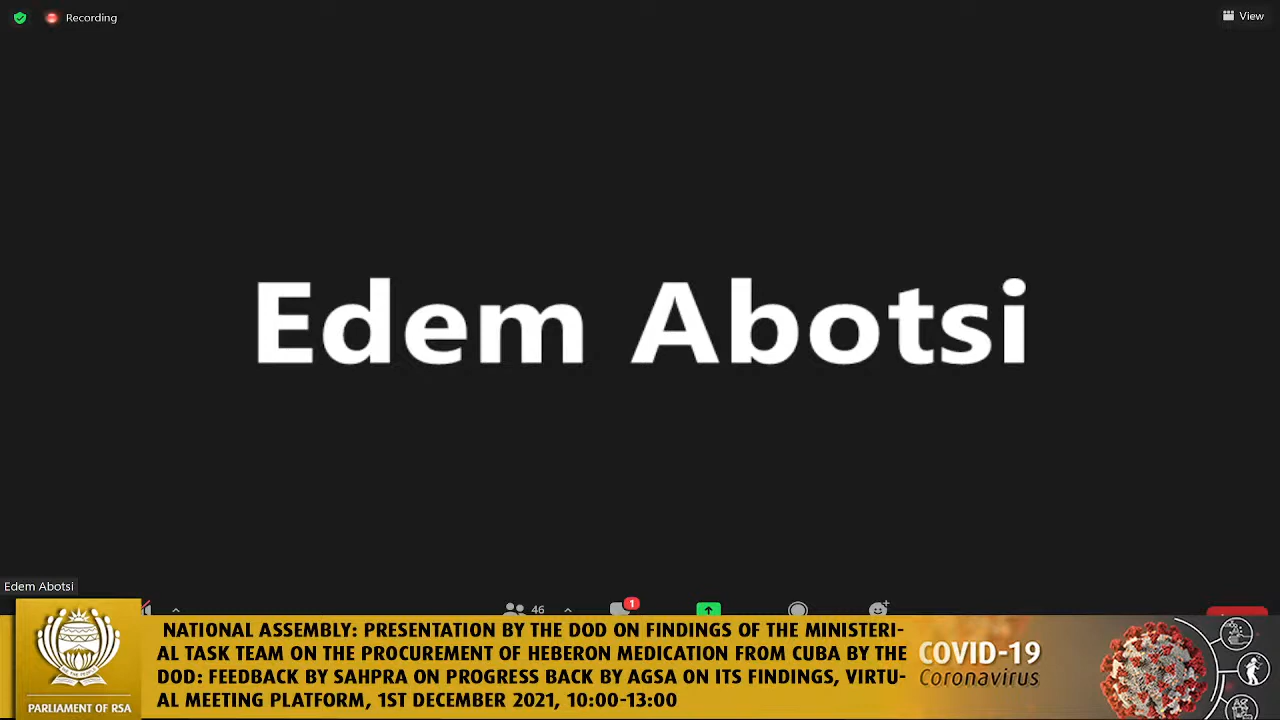 Recording
View
Edem Abotsi
Edem Abotsi
46
1
NATIONAL ASSEMBLY: PRESENTATION BY THE DOD ON FINDINGS OF THE MINISTERI-
AL TASK TEAM ON THE PROCUREMENT OF HEBERON MEDICATION FROM CUBA BY THE
DOD: FEEDBACK BY SAHPRA ON PROGRESS BACK BY AGSA ON ITS FINDINGS, VIRTU-
AL MEETING PLATFORM, 1ST DECEMBER 2021, 10:00-13:00
PARLIAMENT OF RSA
COVID-19
Coronavirus